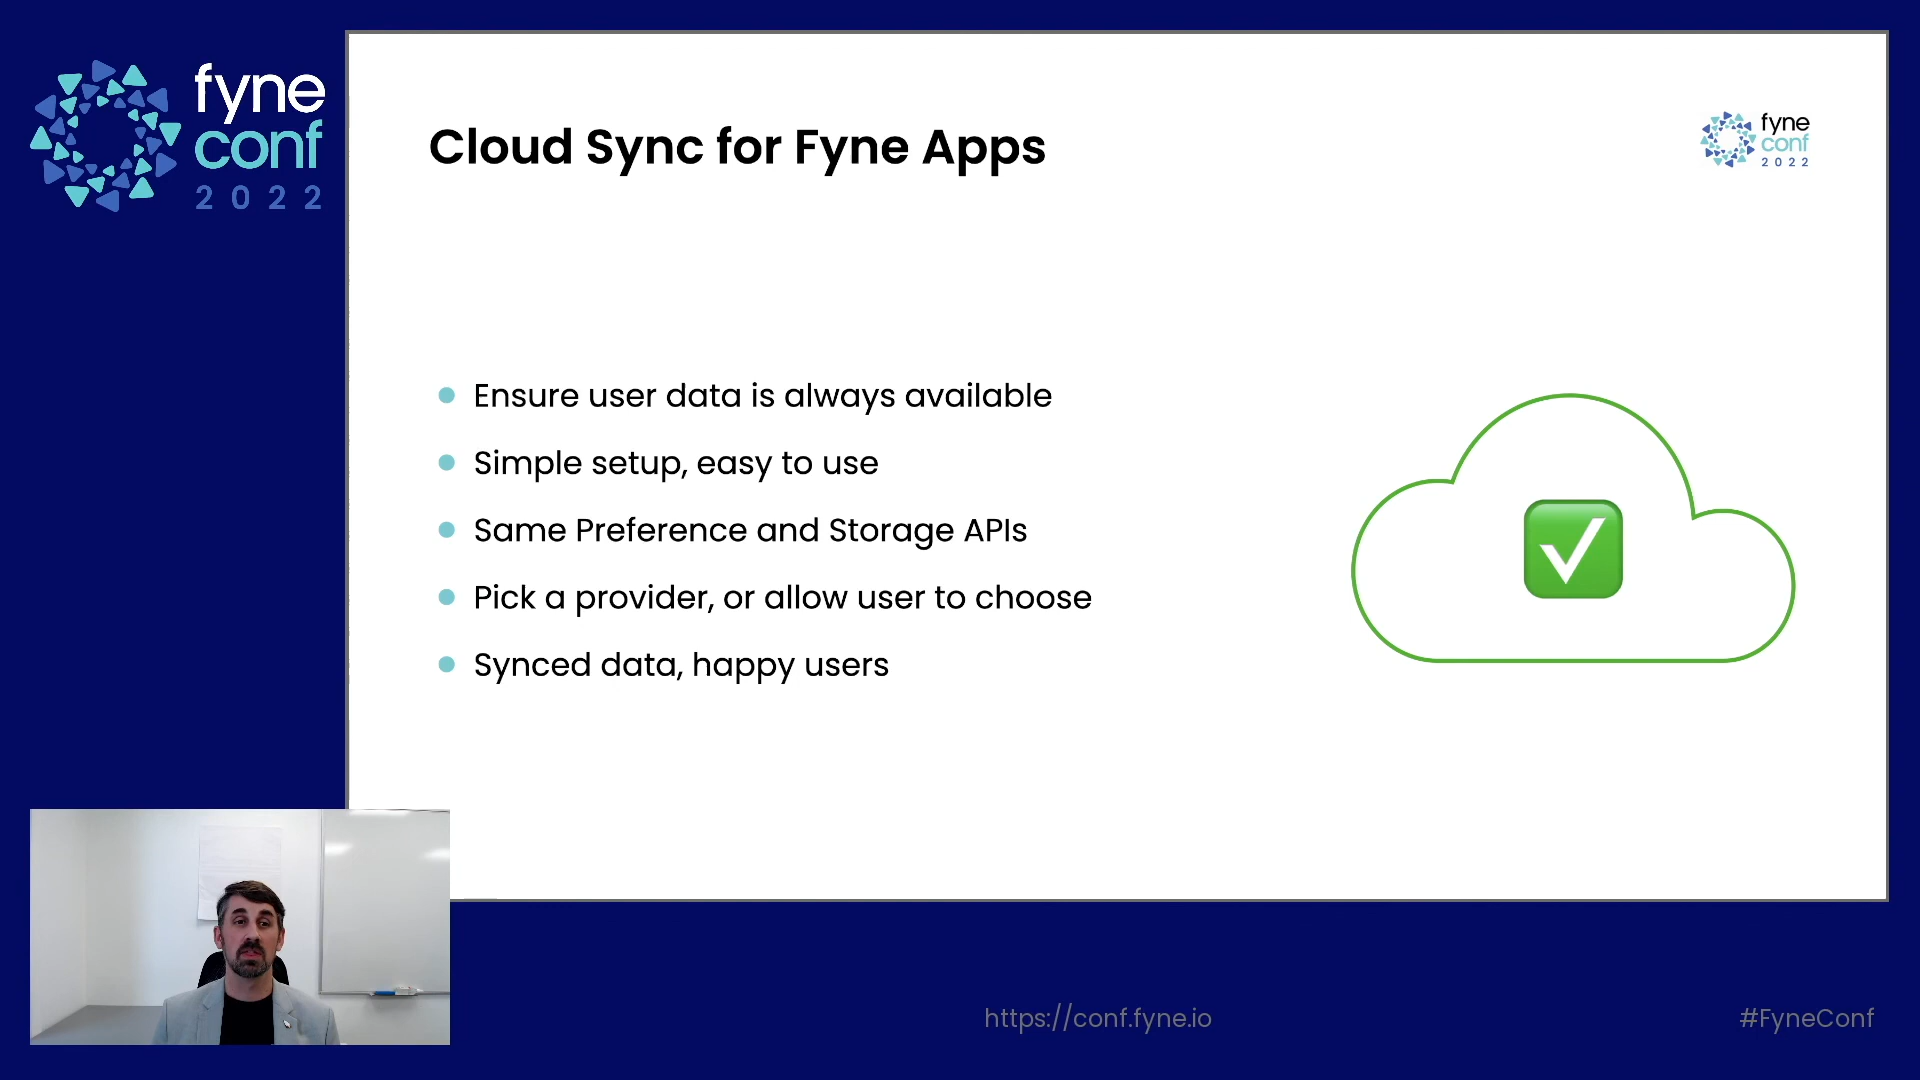 fyne
conf
2022
Cloud Sync for Fyne Apps
fyne
conf
2022
Ensure user data is always available
Simple setup, easy to use
Same Preference and Storage APIs
Pick a provider, or allow user to choose
Synced data, happy users
https://conf.fyne.io
#FyneConf